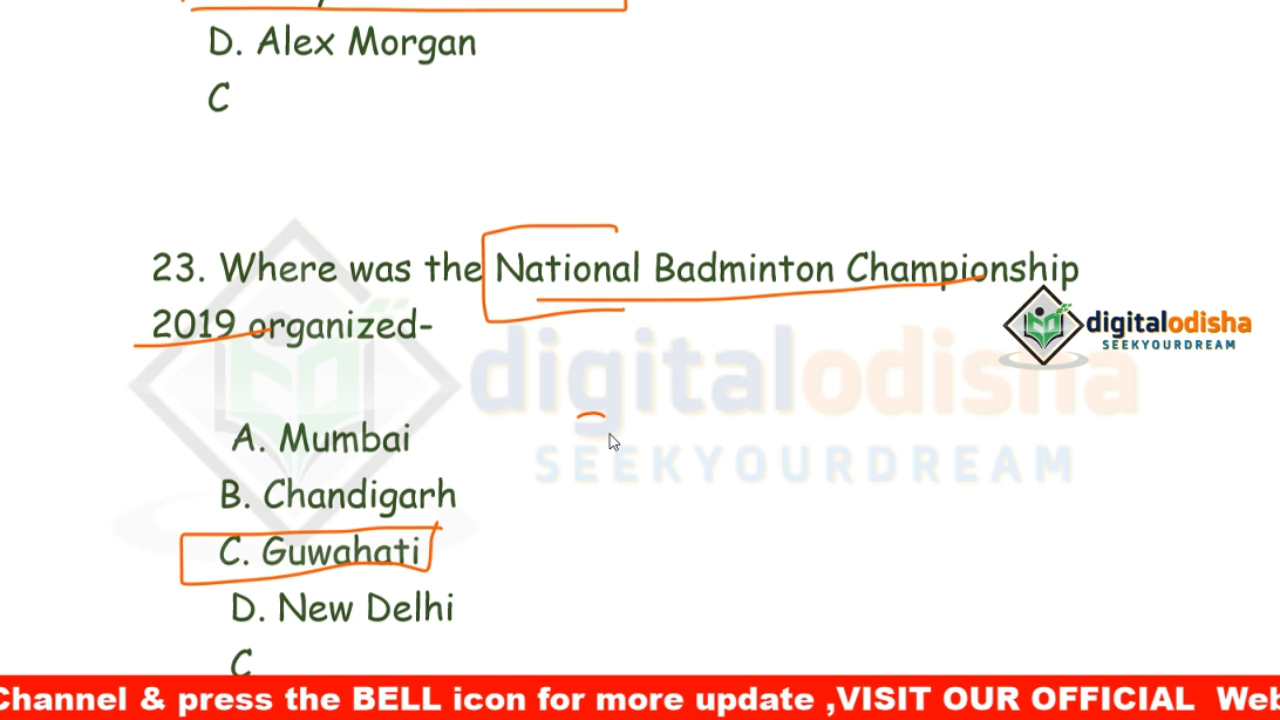 D. Alex Morgan
C
23. Where was the National Badminton Championship
2019 organized-
digitalodisha
SEEKYOURDREAM
digitalodisha
SEEKYOURDREAM
A. Mumbai
B. Chandigarh
C. Guwahati
D. New Delhi
C
Channel & press the BELL icon for more update ,VISIT OUR OFFICIAL Web